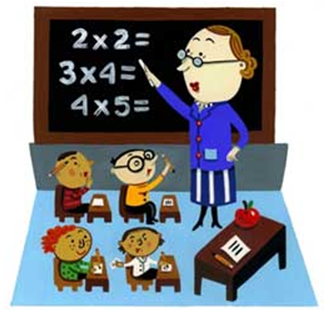 2x2=
3x4=
4x5=